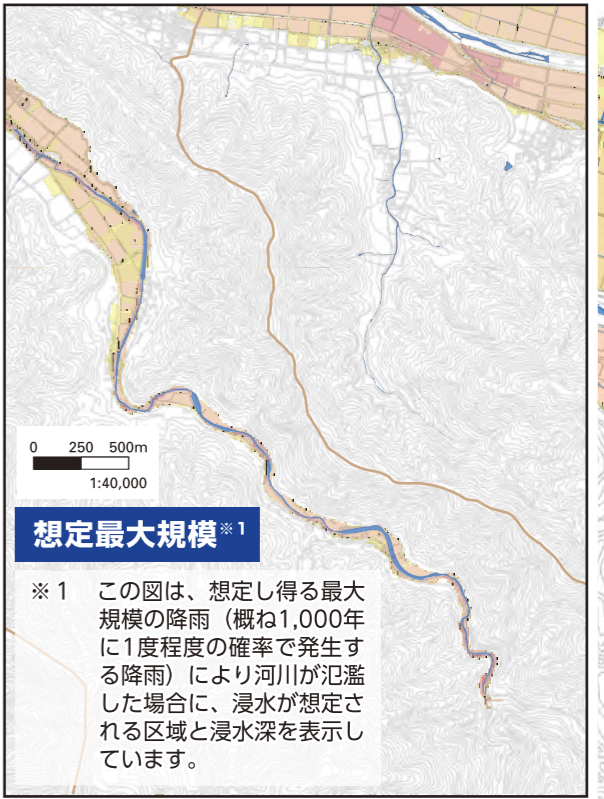 0 250 500m
1:40,000
想定最大規模※1
※1 この図は、想定し得る最大
規模の降雨（概ね1,000年
に1度程度の確率で発生す
る降雨）により河川が氾濫
した場合に、浸水が想定さ
れる区域と浸水深を表示し
ています。